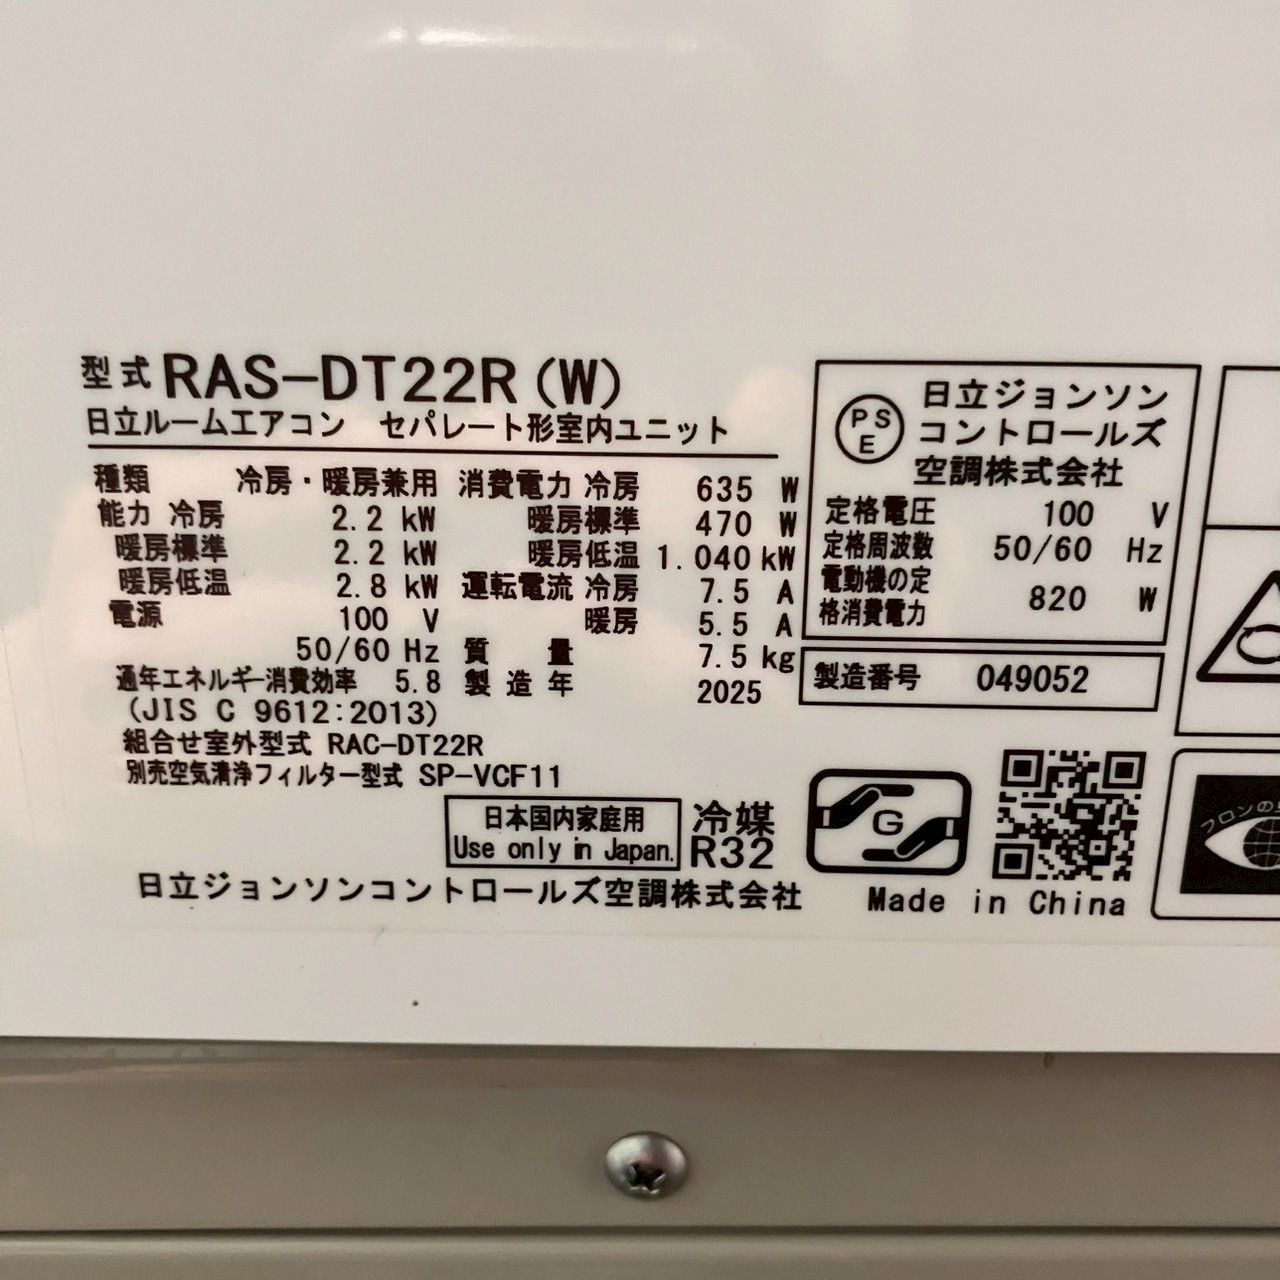 型式 RAS-DT22R(W)
日立ルームエアコン セパレート形室内ユニット
種類 冷房・暖房兼用
能力 冷房 2.2 kW
暖房標準 2.2 kW
暖房低温 2.8 kW
電源 100 V
50/60 Hz
通年エネルギー消費効率 5.8
(JIS C 9612:2013)
消費電力 冷房 635 W
暖房標準 470 W
暖房低温 1.040 kW
運転電流 冷房 7.5 A
暖房 5.5 A
質量 7.5 kg
製造年 2025
組合せ室外型式 RAC-DT22R
別売空気清浄フィルター型式 SP-VCF11
日本国内家庭用
Use only in Japan.
冷媒
R32
日立ジョンソンコントロールズ空調株式会社
PS
E
日立ジョンソン
コントロールズ
空調株式会社
定格電圧 100 V
定格周波数 50/60 Hz
電動機の定
格消費電力 820 W
製造番号 049052
G
Made in China
フロンの